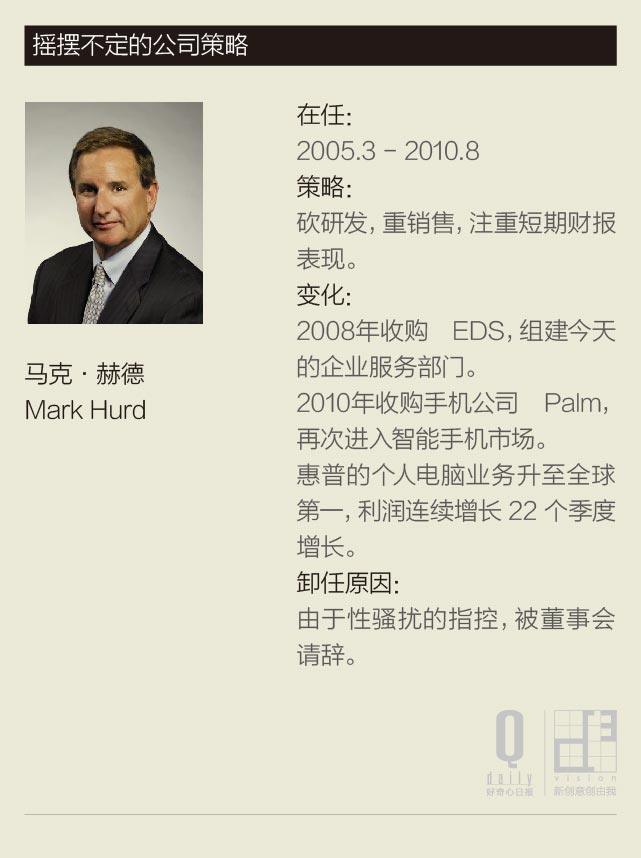 摇摆不定的公司策略
在任:
2005.3 - 2010.8
策略:
砍研发, 重销售, 注重短期财报
表现。
变化:
2008年收购 EDS, 组建今天
的企业服务部门。
2010年收购手机公司 Palm,
再次进入智能手机市场。
惠普的个人电脑业务升至全球
第一, 利润连续增长 22 个季度
增长。
卸任原因:
由于性骚扰的指控, 被董事会
请辞。
马克·赫德
Mark Hurd
Q
daily
好奇心日报
vision
新创意创由我